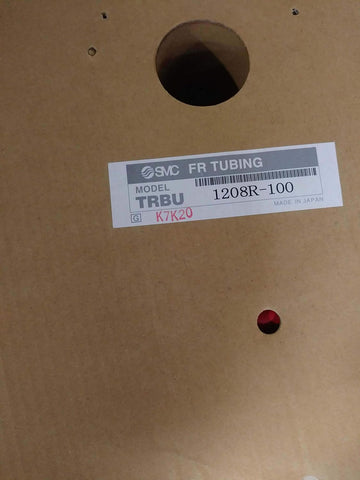 SMC FR TUBING
MODEL
TRBU 1208R-100
G K7K20 MADE IN JAPAN